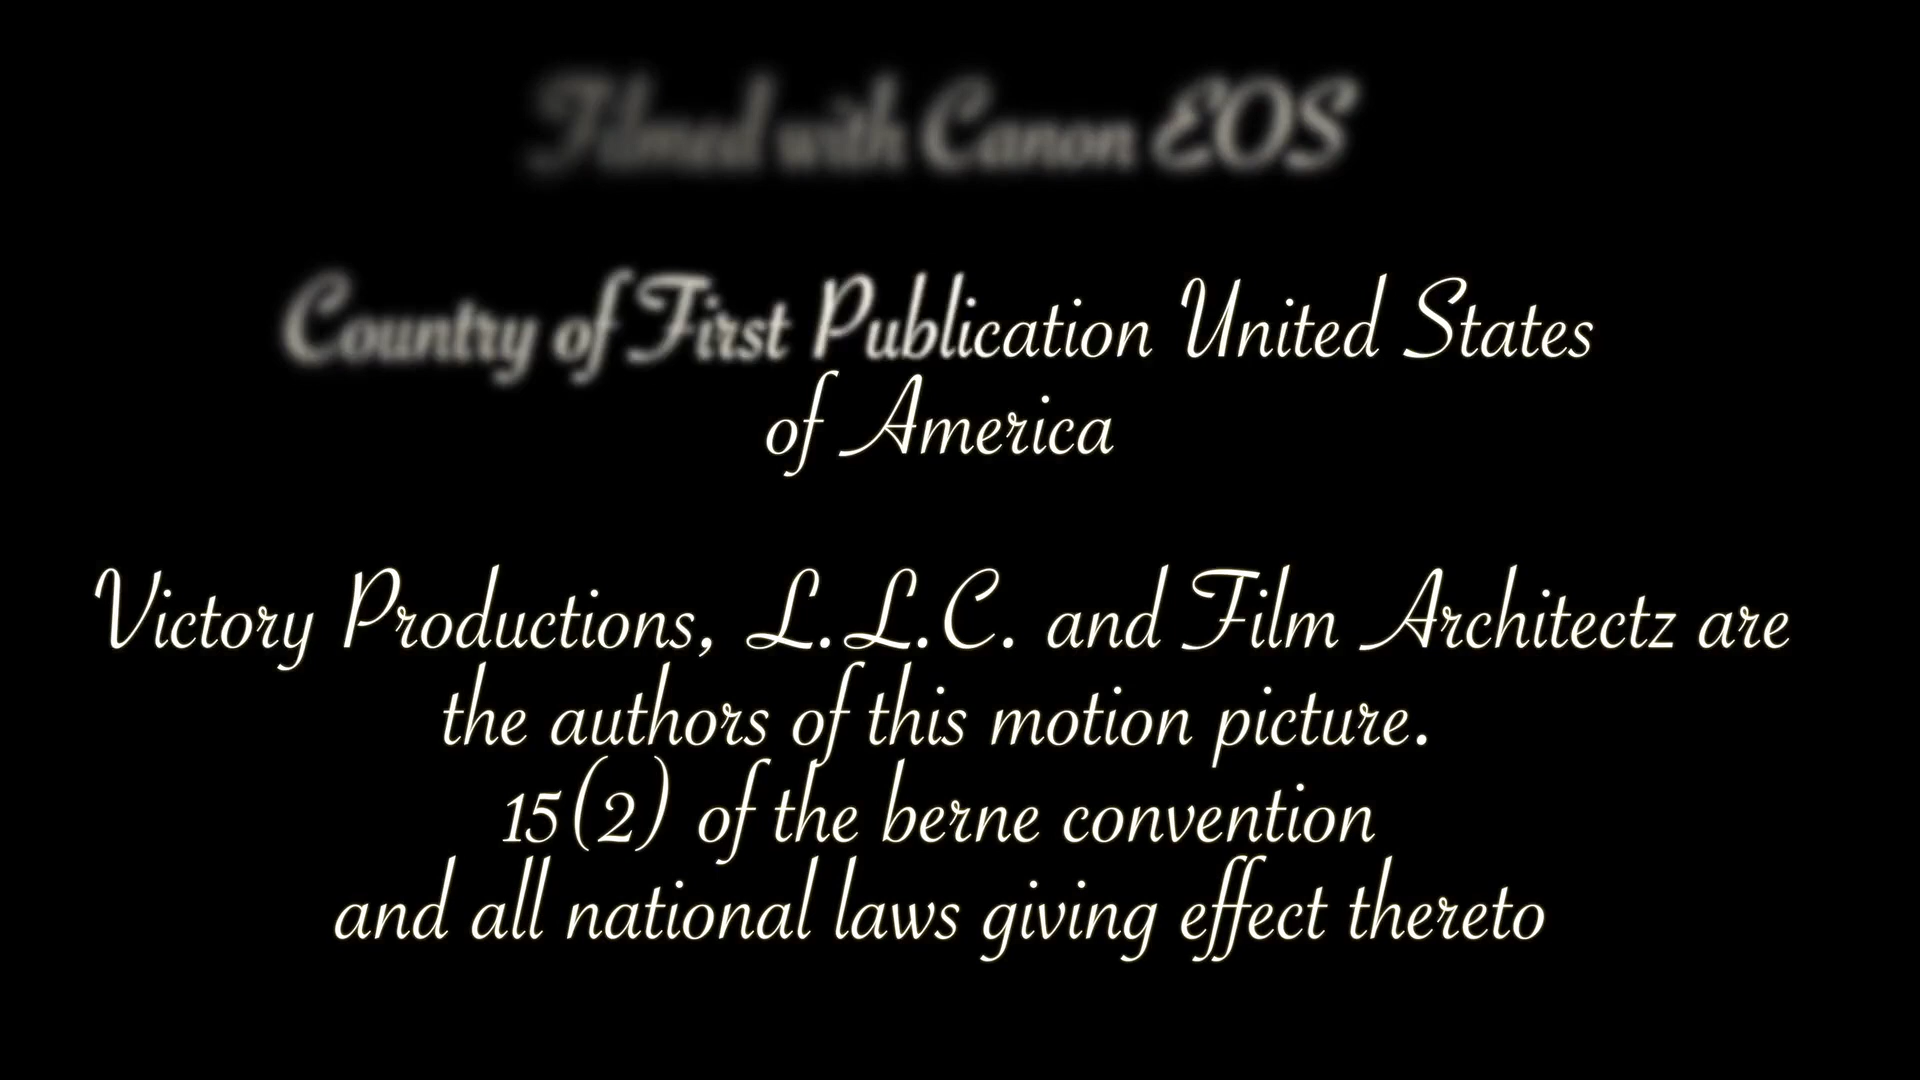 Filmed with Canon EOS
Country of First Publication United States
of America
Victory Productions, L.L.C. and Film Architectz are
the authors of this motion picture.
15(2) of the berne convention
and all national laws giving effect thereto